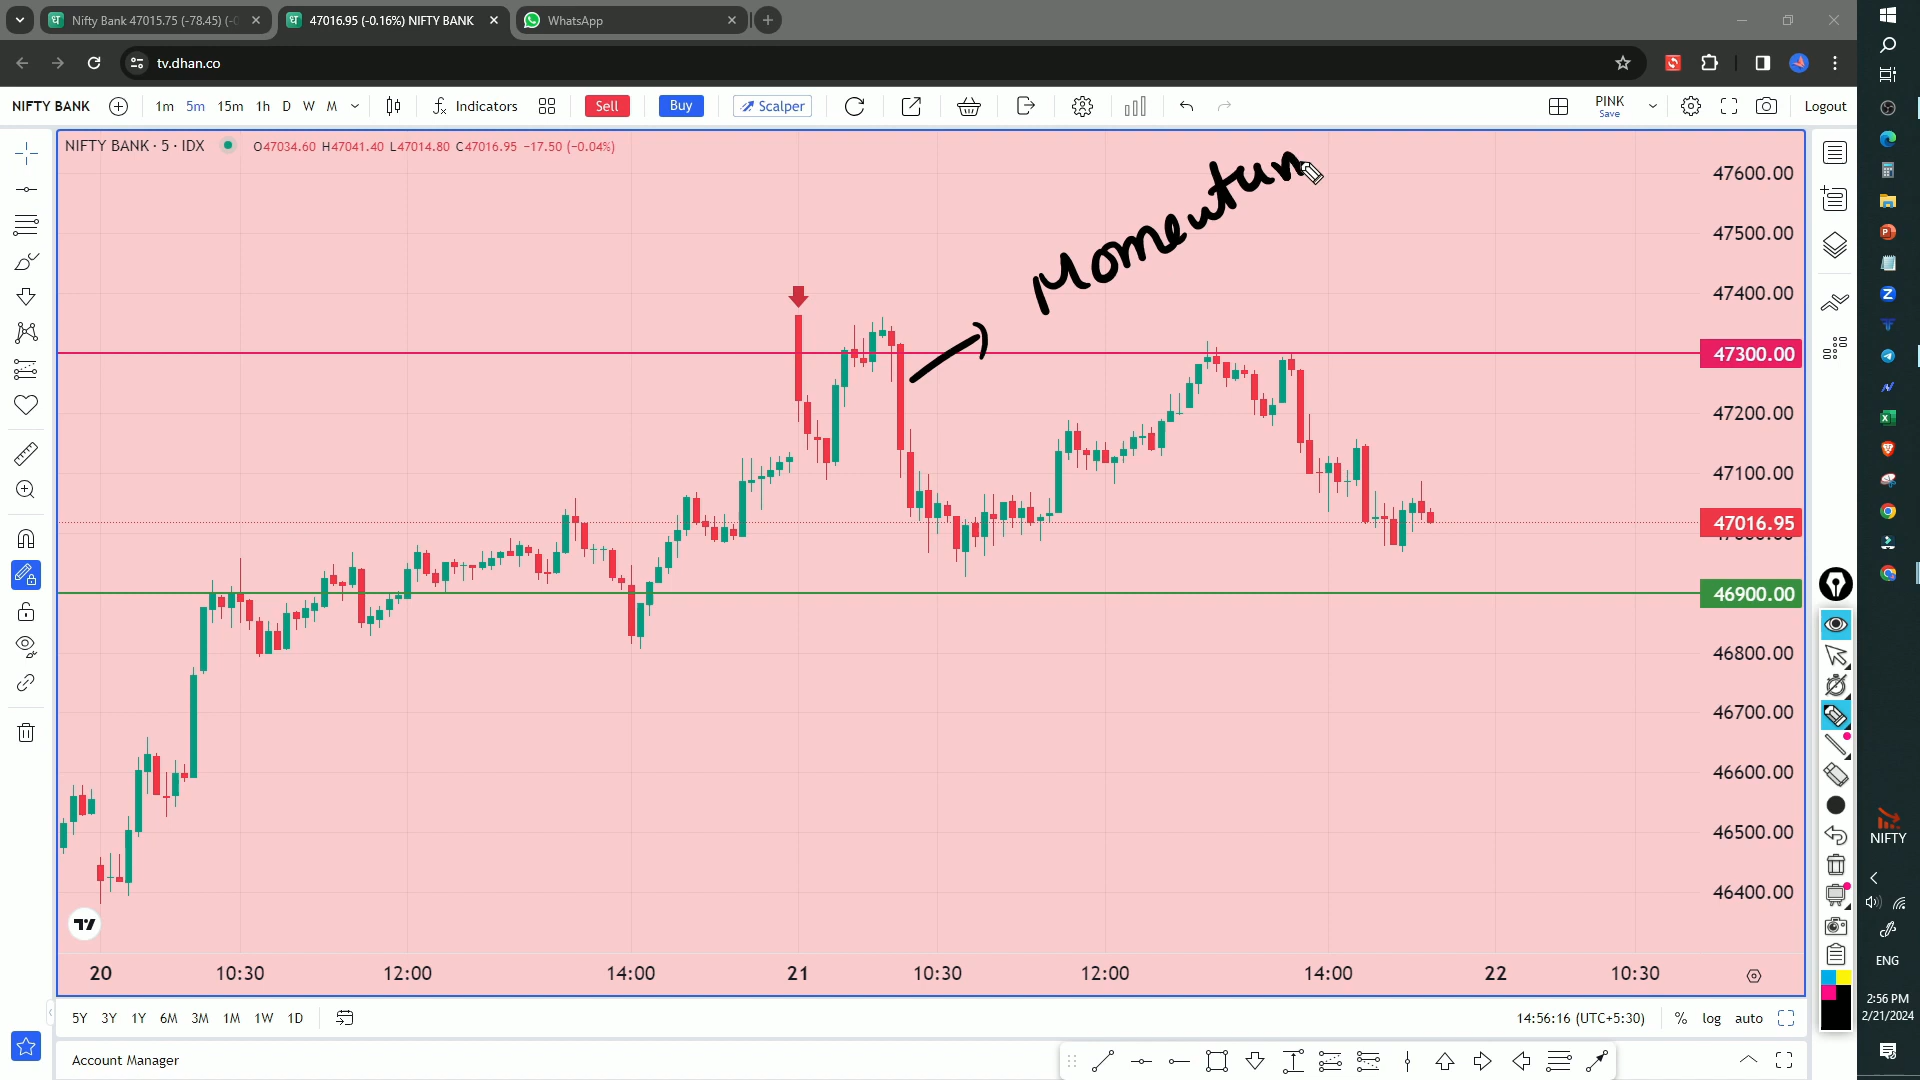 Nifty Bank 47015.75 (-78.45) (-0
47016.95 (-0.16%) NIFTY BANK
WhatsApp
tv.dhan.co
NIFTY BANK
1m 5m 15m 1h D W M
Indicators
Sell
Buy
Scalper
PINK
Save
Logout
NIFTY BANK · 5 · IDX
O47034.60 H47041.40 L47014.80 C47016.95 −17.50 (−0.04%)
Momentum
47600.00
47500.00
47400.00
47300.00
47200.00
47100.00
47016.95
46900.00
46800.00
46700.00
46600.00
46500.00
46400.00
20 10:30 12:00 14:00 21 10:30 12:00 14:00 22 10:30
5Y 3Y 1Y 6M 3M 1M 1W 1D
14:56:16 (UTC+5:30)
% log auto
Account Manager
NIFTY
ENG
2:56 PM
2/21/2024